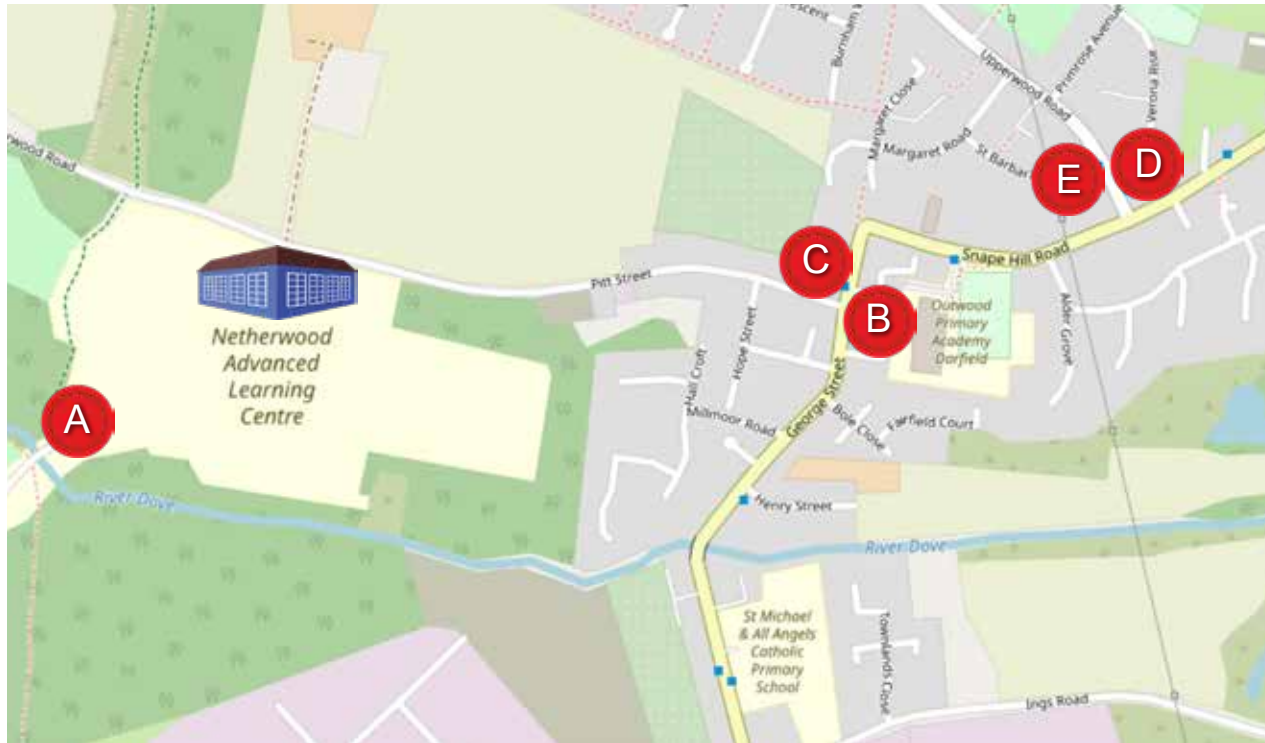 rescent
Burnham
Upperwood Road
Primrose Avenue
Verona Rise
rwood Road
Margaret Close
Margaret Road
St Barbar
E
D
C
Snape Hill Road
Pitt Street
B
Outwood
Primary
Academy
Darfield
Alder Grove
Netherwood
Advanced
Learning
Centre
Hope Street
Hall Croft
A
George Street
Millmoor Road
Bole Close
Fairfield Court
River Dove
Henry Street
River Dove
St Michael
& All Angels
Catholic
Primary
School
Townlands Close
Ings Road